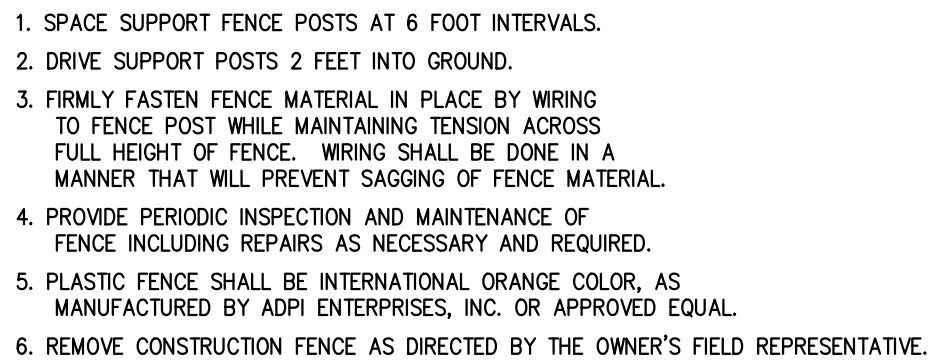 1. SPACE SUPPORT FENCE POSTS AT 6 FOOT INTERVALS.
2. DRIVE SUPPORT POSTS 2 FEET INTO GROUND.
3. FIRMLY FASTEN FENCE MATERIAL IN PLACE BY WIRING
TO FENCE POST WHILE MAINTAINING TENSION ACROSS
FULL HEIGHT OF FENCE. WIRING SHALL BE DONE IN A
MANNER THAT WILL PREVENT SAGGING OF FENCE MATERIAL.
4. PROVIDE PERIODIC INSPECTION AND MAINTENANCE OF
FENCE INCLUDING REPAIRS AS NECESSARY AND REQUIRED.
5. PLASTIC FENCE SHALL BE INTERNATIONAL ORANGE COLOR, AS
MANUFACTURED BY ADPI ENTERPRISES, INC. OR APPROVED EQUAL.
6. REMOVE CONSTRUCTION FENCE AS DIRECTED BY THE OWNER'S FIELD REPRESENTATIVE.